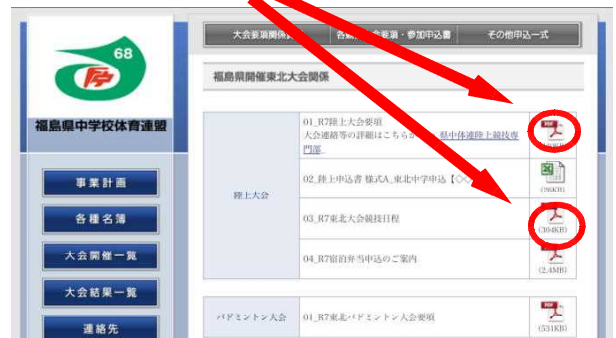 大会要項関係
会要項・参加申込書
その他申込一式
68
福島県中学校体育連盟
事業計画
各種名簿
大会開催一覧
大会結果一覧
連絡先
福島県開催東北大会関係
陸上大会
01_R7陸上大会要項
大会連絡等の詳細はこちら
県中体連陸上競技専
門部
PDF
02_陸上申込書 様式A_東北中学申込【
(96KB)
03_R7東北大会競技日程
(304KB)
04_R7宿泊弁当申込のご案内
(2.4MB)
バドミントン大会
01_R7東北バドミントン大会要項
PDF
(531KB)